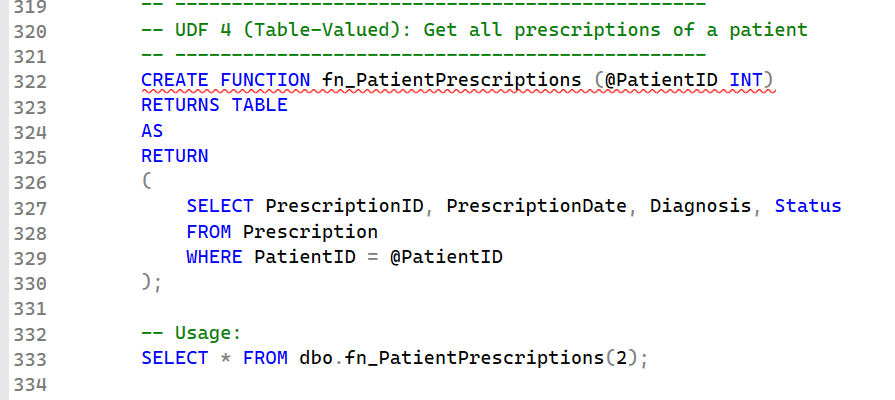 319 -- -----------------------------------------------
320 -- UDF 4 (Table-Valued): Get all prescriptions of a patient
321 -- -----------------------------------------------
322 CREATE FUNCTION fn_PatientPrescriptions (@PatientID INT)
323 RETURNS TABLE
324 AS
325 RETURN
326 (
327     SELECT PrescriptionID, PrescriptionDate, Diagnosis, Status
328     FROM Prescription
329     WHERE PatientID = @PatientID
330 );
331
332 -- Usage:
333 SELECT * FROM dbo.fn_PatientPrescriptions(2);
334